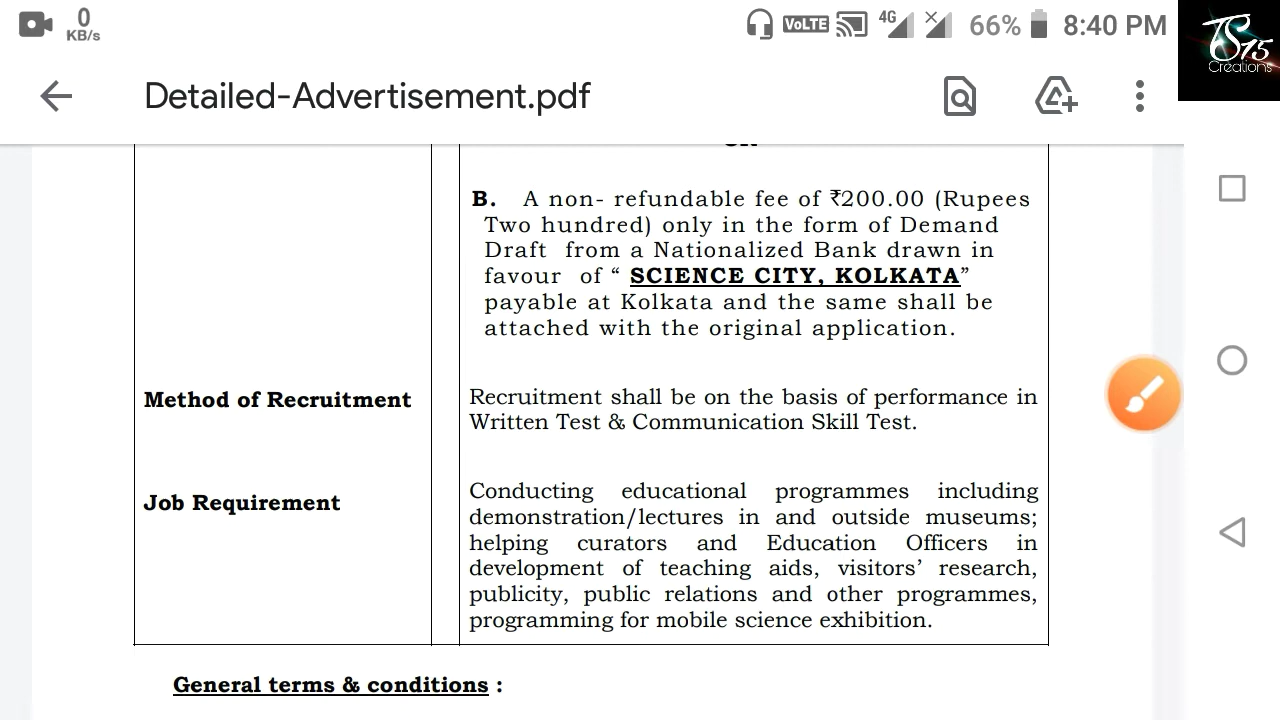 0
KB/s
VoLTE
4G
66%
8:40 PM
TS15
Creations
Detailed-Advertisement.pdf
B. A non- refundable fee of ₹200.00 (Rupees
Two hundred) only in the form of Demand
Draft from a Nationalized Bank drawn in
favour of “ SCIENCE CITY, KOLKATA”
payable at Kolkata and the same shall be
attached with the original application.
Method of Recruitment
Recruitment shall be on the basis of performance in
Written Test & Communication Skill Test.
Job Requirement
Conducting educational programmes including
demonstration/lectures in and outside museums;
helping curators and Education Officers in
development of teaching aids, visitors’ research,
publicity, public relations and other programmes,
programming for mobile science exhibition.
General terms & conditions :